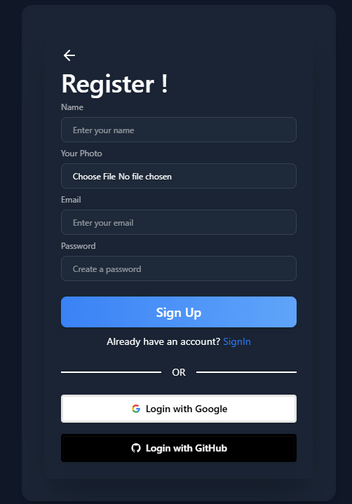 Register !
Name
Enter your name
Your Photo
Choose File No file chosen
Email
Enter your email
Password
Create a password
Sign Up
Already have an account? SignIn
OR
Login with Google
Login with GitHub